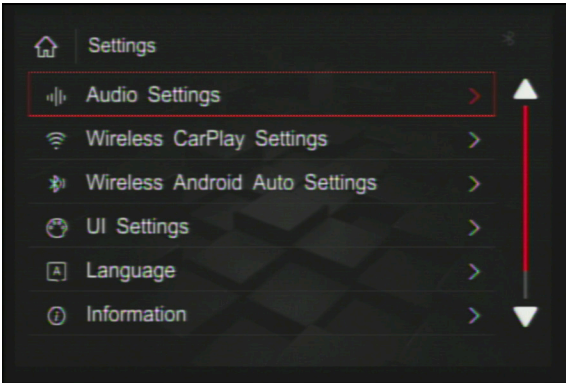 Settings
Audio Settings
Wireless CarPlay Settings
Wireless Android Auto Settings
UI Settings
A Language
Information